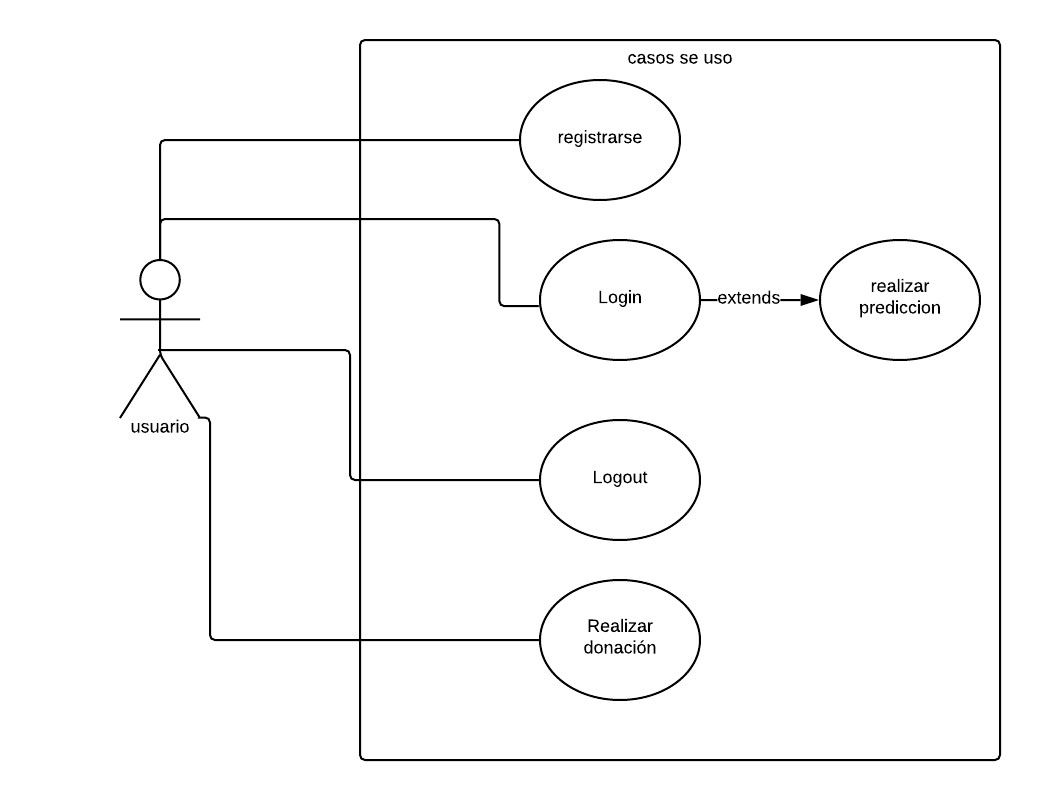 casos se uso
registrarse
Login
extends
realizar
prediccion
usuario
Logout
Realizar
donación